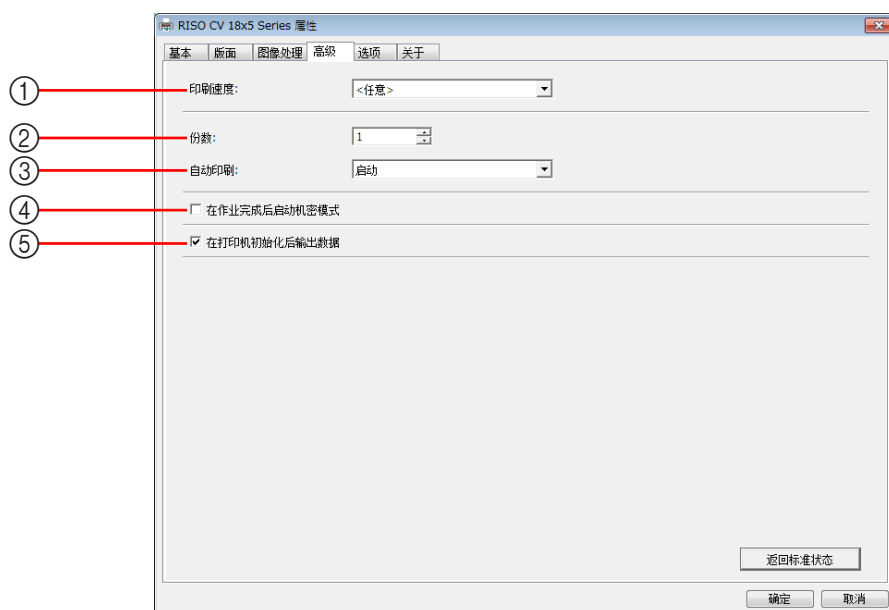 RISO CV 18x5 Series 属性
基本 版面 图像处理 高级 选项 关于
① 印刷速度: <任意>
② 份数: 1
③ 自动印刷: 启动
④ 在作业完成后启动机密模式
⑤ 在打印机初始化后输出数据
返回标准状态
确定 取消